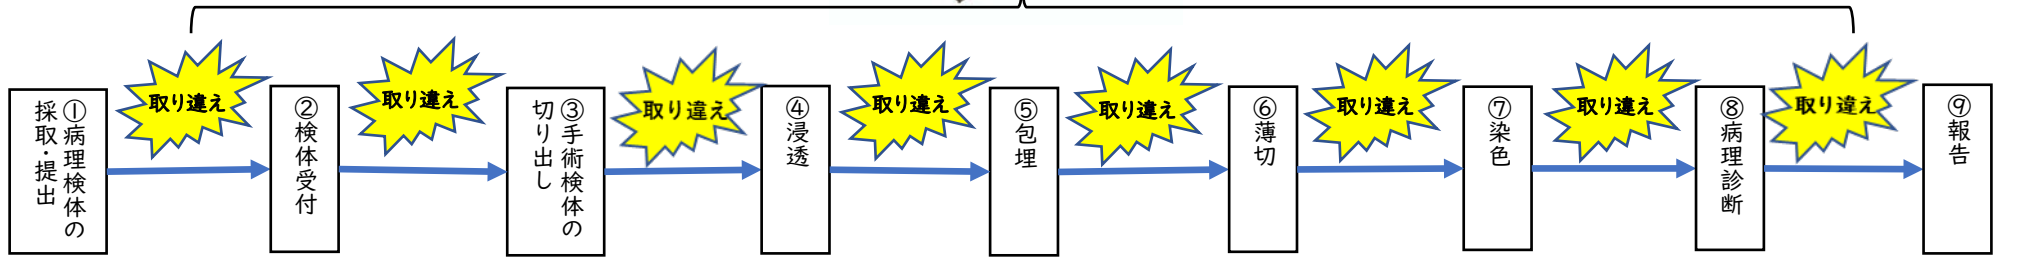 ①病理検体の
採取・提出
取り違え
②検体受付
取り違え
③手術検体の
切り出し
取り違え
④浸透
取り違え
⑤包埋
取り違え
⑥薄切
取り違え
⑦染色
取り違え
⑧病理診断
取り違え
⑨報告